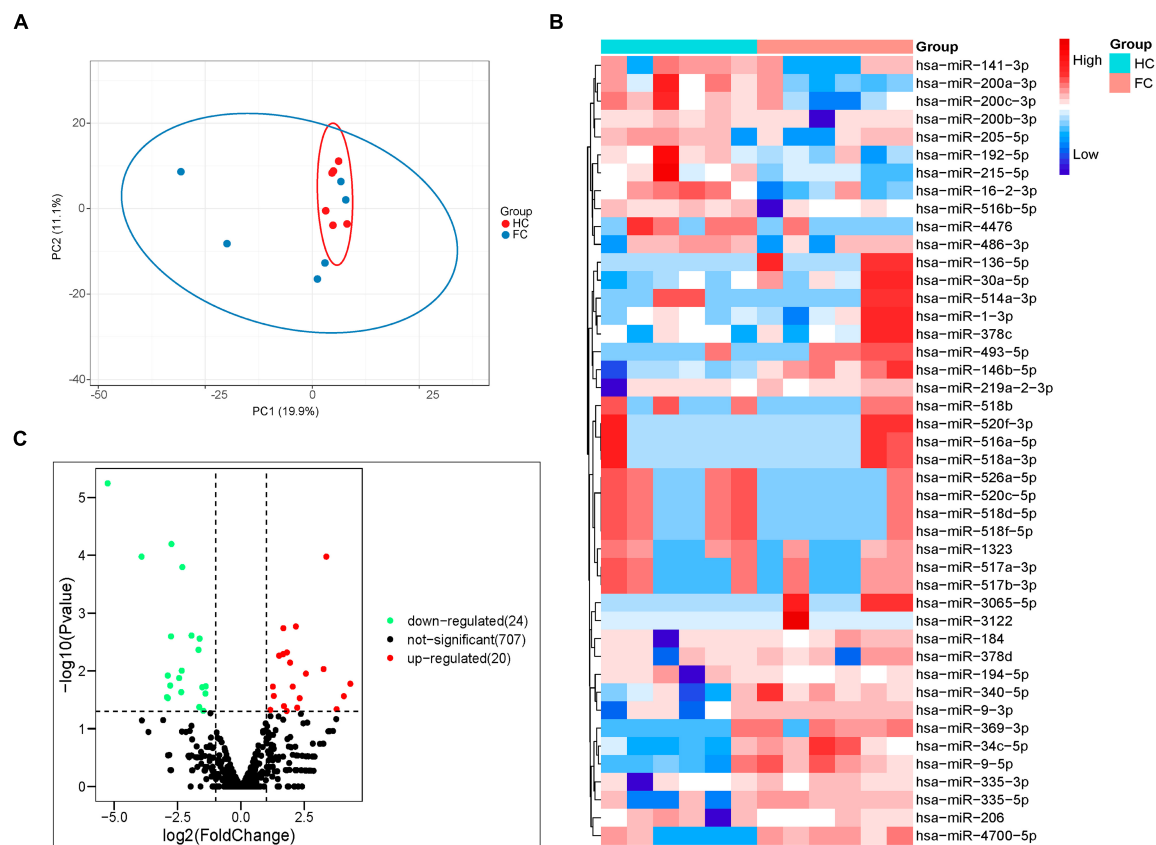 A
20
0
-20
-40
-50
-25
0
25
PC2 (11.1%)
PC1 (19.9%)
Group
HC
FC
B
Group
hsa-miR-141-3p
hsa-miR-200a-3p
hsa-miR-200c-3p
hsa-miR-200b-3p
hsa-miR-205-5p
hsa-miR-192-5p
hsa-miR-215-5p
hsa-miR-16-2-3p
hsa-miR-516b-5p
hsa-miR-4476
hsa-miR-486-3p
hsa-miR-136-5p
hsa-miR-30a-5p
hsa-miR-514a-3p
hsa-miR-1-3p
hsa-miR-378c
hsa-miR-493-5p
hsa-miR-146b-5p
hsa-miR-219a-2-3p
hsa-miR-518b
hsa-miR-520f-3p
hsa-miR-516a-5p
hsa-miR-518a-3p
hsa-miR-526a-5p
hsa-miR-520c-5p
hsa-miR-518d-5p
hsa-miR-518f-5p
hsa-miR-1323
hsa-miR-517a-3p
hsa-miR-517b-3p
hsa-miR-3065-5p
hsa-miR-3122
hsa-miR-184
hsa-miR-378d
hsa-miR-194-5p
hsa-miR-340-5p
hsa-miR-9-3p
hsa-miR-369-3p
hsa-miR-34c-5p
hsa-miR-9-5p
hsa-miR-335-3p
hsa-miR-335-5p
hsa-miR-206
hsa-miR-4700-5p
High
Low
Group
HC
FC
C
5
4
3
2
1
0
−5.0
−2.5
0.0
2.5
−log10(Pvalue)
log2(FoldChange)
down-regulated(24)
not-significant(707)
up-regulated(20)